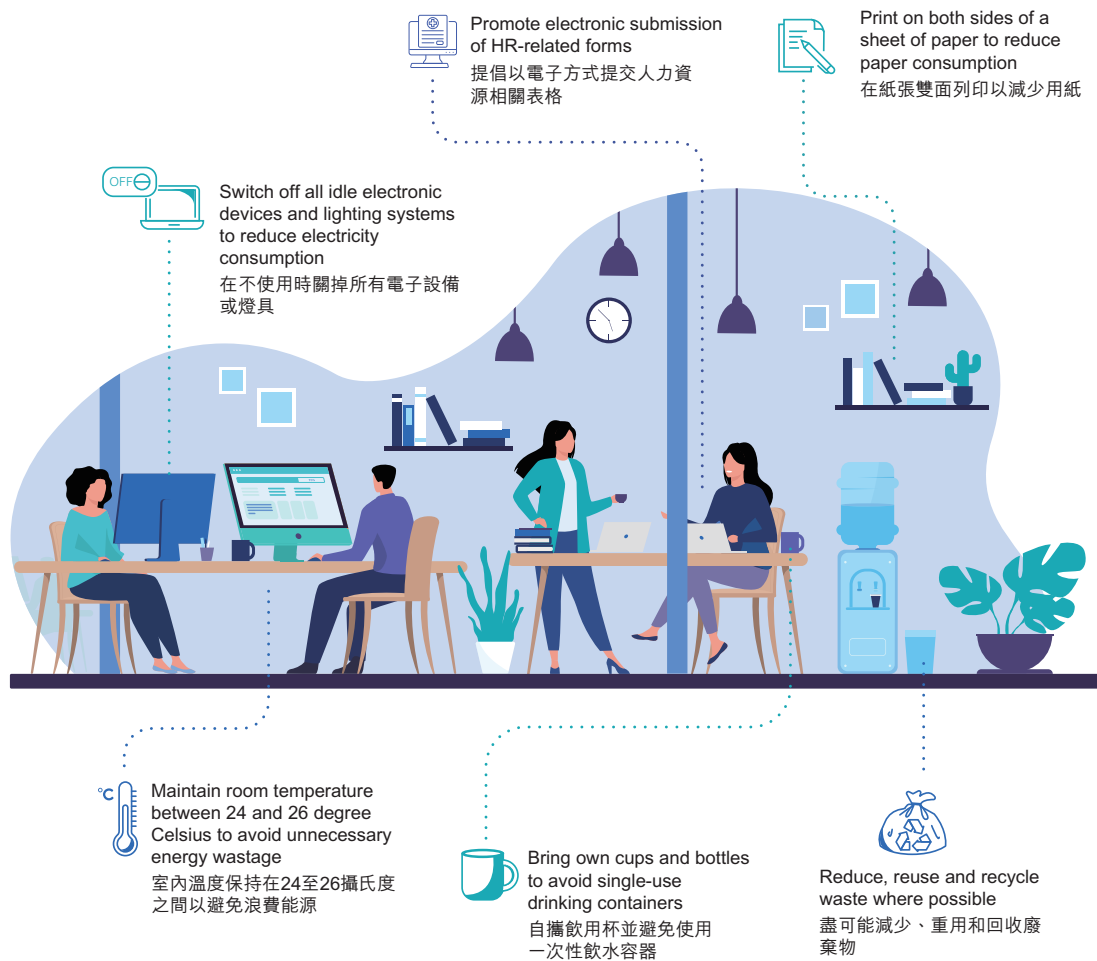 Promote electronic submission
of HR-related forms
提倡以電子方式提交人力資
源相關表格
Print on both sides of a
sheet of paper to reduce
paper consumption
在紙張雙面列印以減少用紙
OFF
Switch off all idle electronic
devices and lighting systems
to reduce electricity
consumption
在不使用時關掉所有電子設備
或燈具
°C
Maintain room temperature
between 24 and 26 degree
Celsius to avoid unnecessary
energy wastage
室內溫度保持在24至26攝氏度
之間以避免浪費能源
Bring own cups and bottles
to avoid single-use
drinking containers
自攜飲用杯並避免使用
一次性飲水容器
Reduce, reuse and recycle
waste where possible
盡可能減少、重用和回收廢
棄物